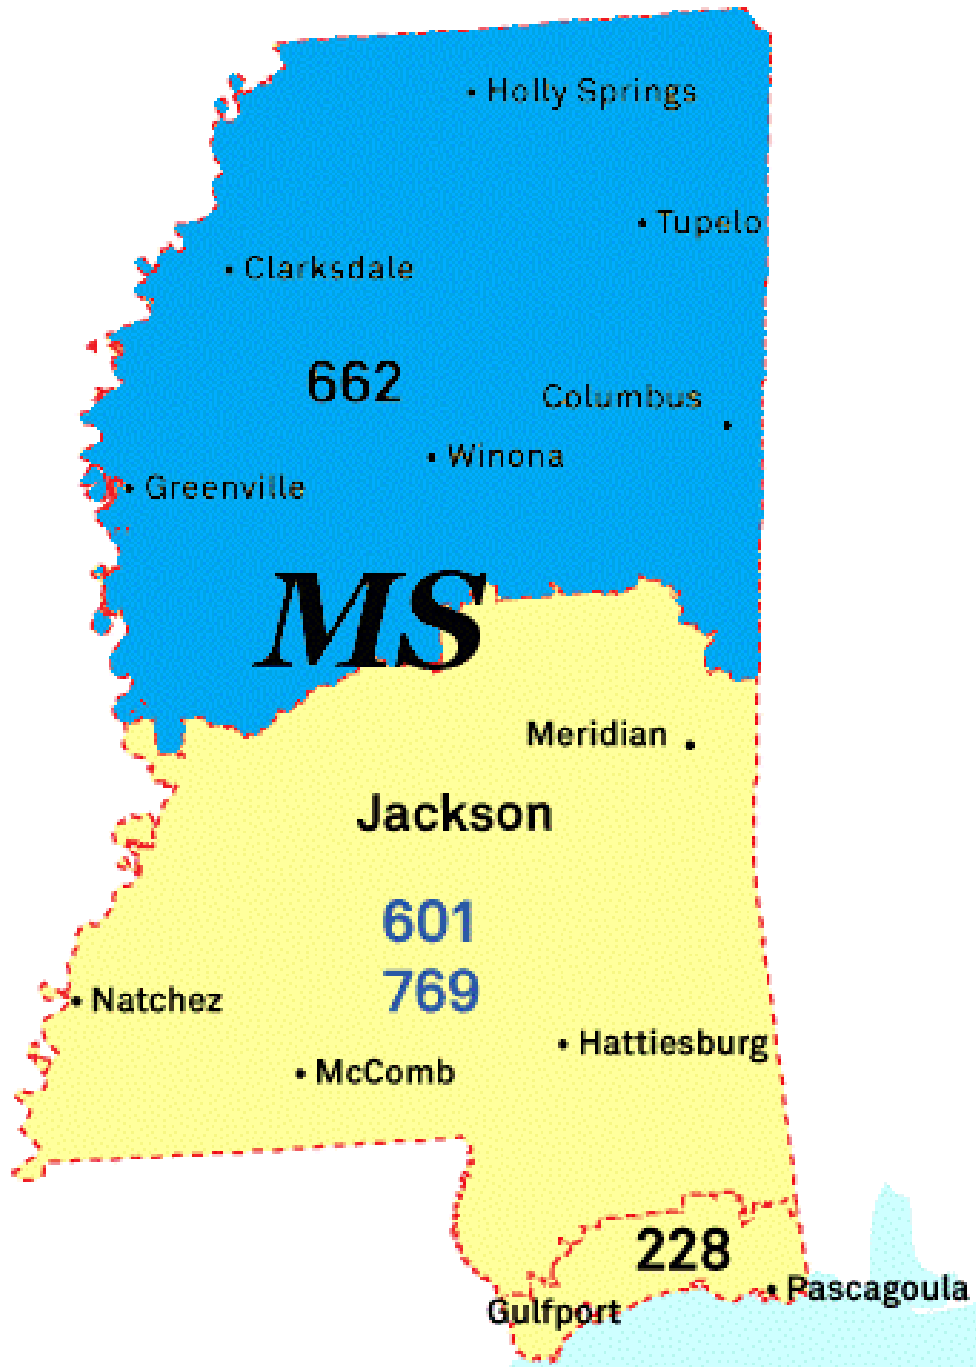 Holly Springs
Tupelo
Clarksdale
662
Columbus
Winona
Greenville
MS
Meridian
Jackson
601
769
Natchez
Hattiesburg
McComb
228
Pascagoula
Gulfport